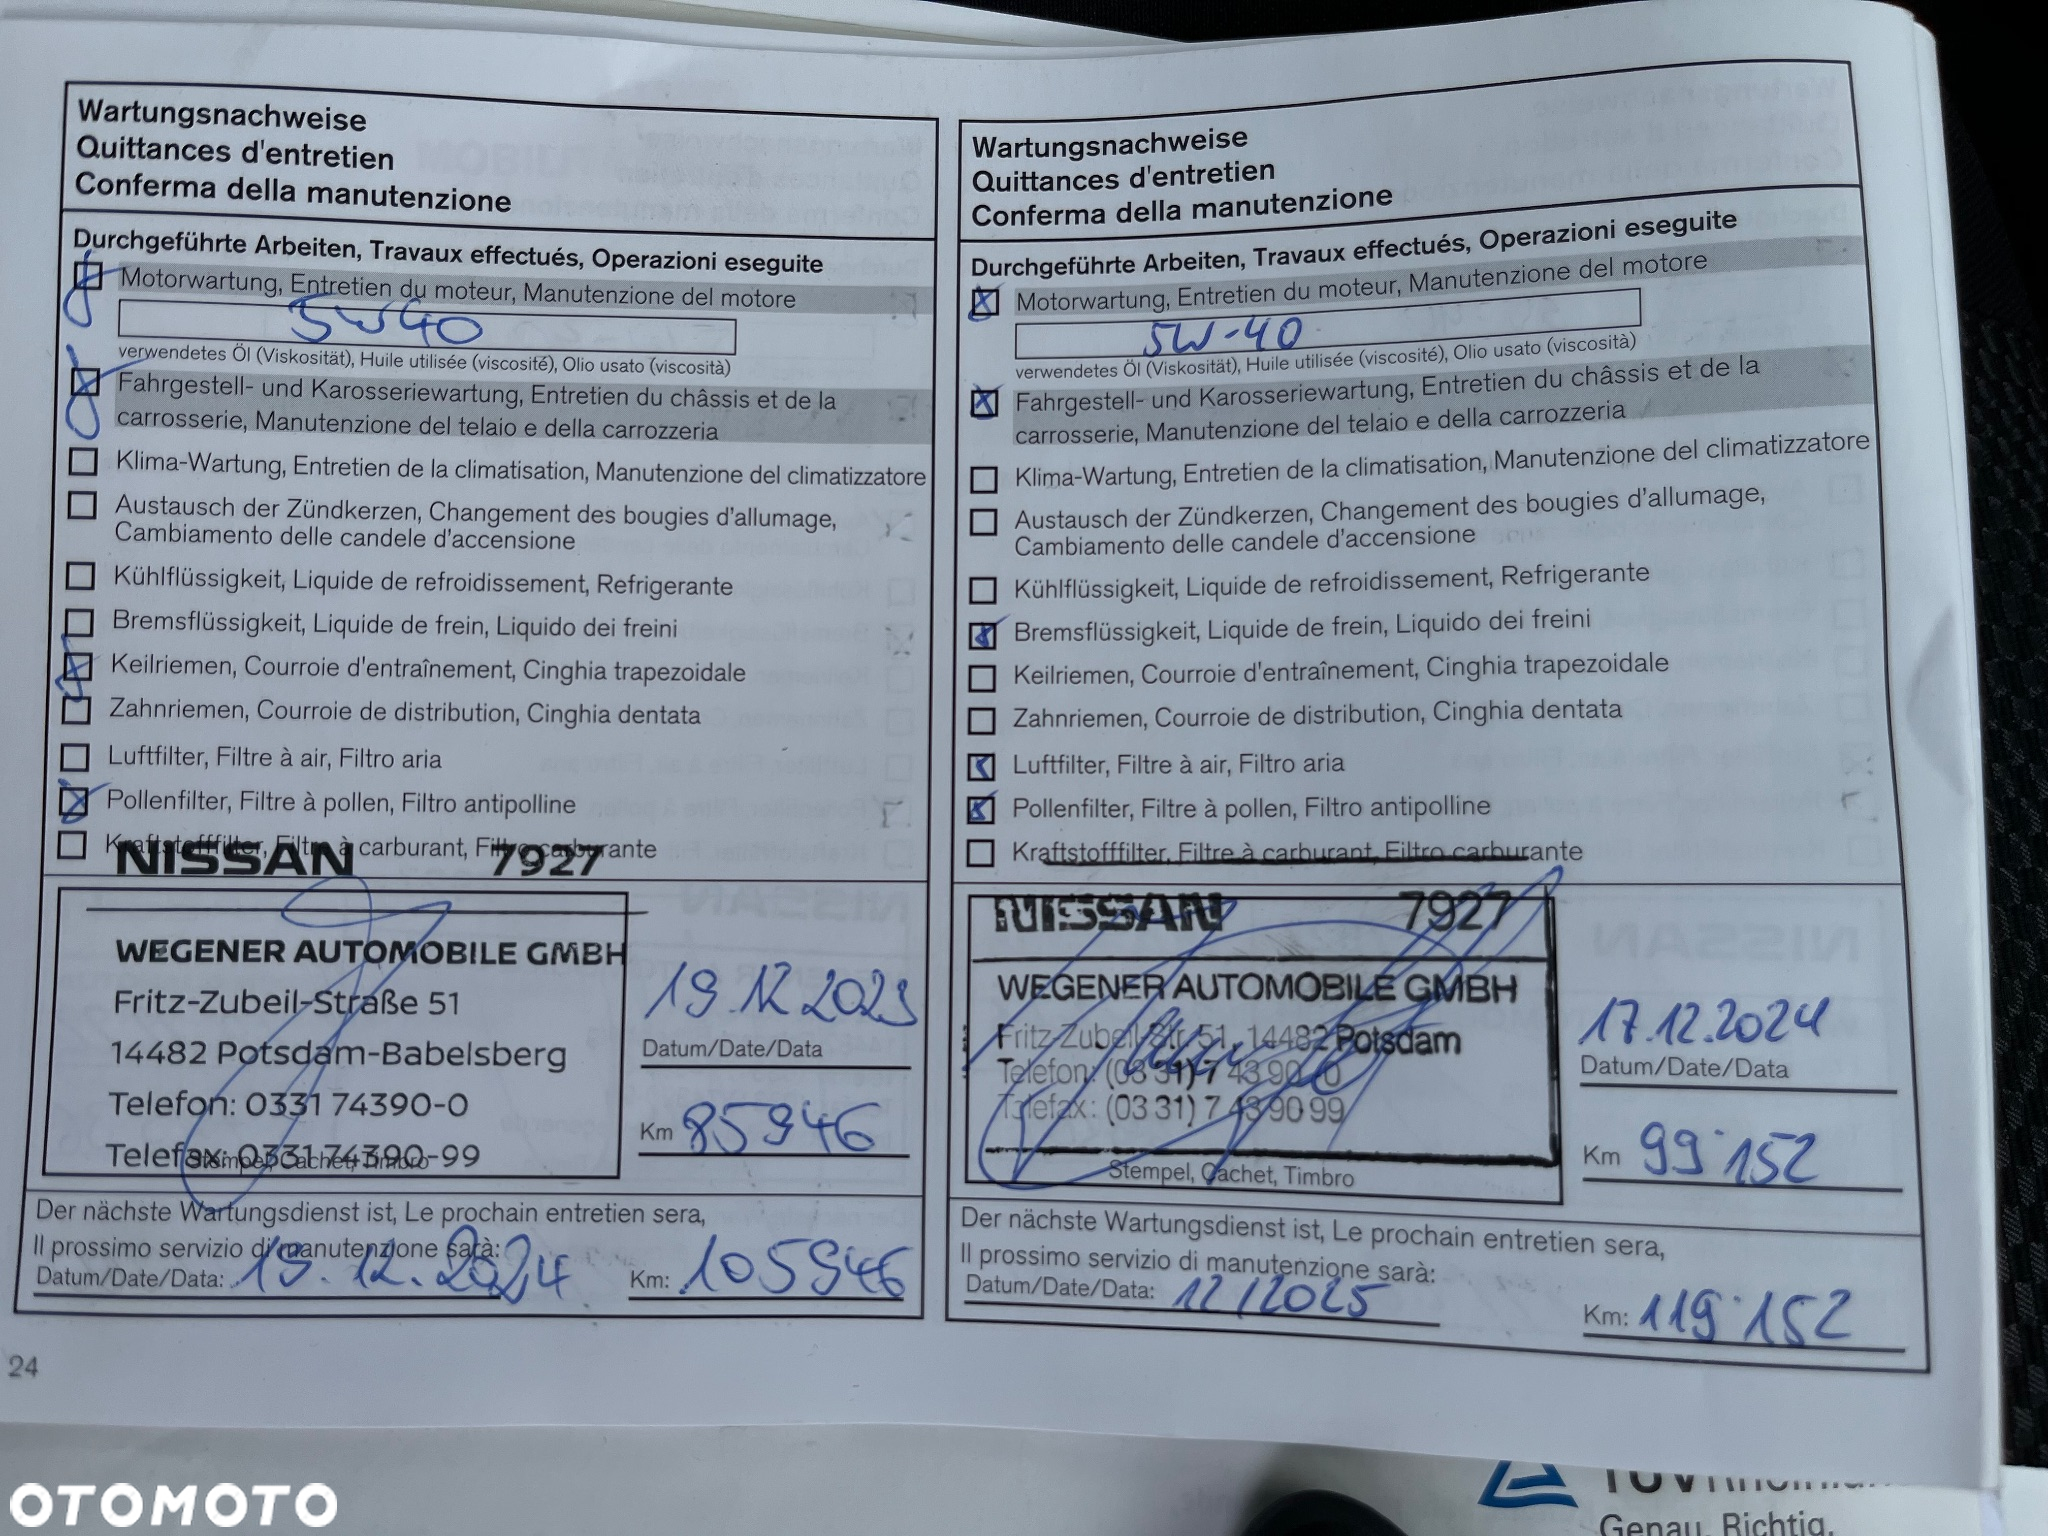 Wartungsnachweise
Quittances d'entretien
Conferma della manutenzione
Durchgeführte Arbeiten, Travaux effectués, Operazioni eseguite
Motorwartung, Entretien du moteur, Manutenzione del motore
5W40
verwendetes Öl (Viskosität), Huile utilisée (viscosité), Olio usato (viscosità)
Fahrgestell- und Karosseriewartung, Entretien du châssis et de la
carrosserie, Manutenzione del telaio e della carrozzeria
Klima-Wartung, Entretien de la climatisation, Manutenzione del climatizzatore
Austausch der Zündkerzen, Changement des bougies d'allumage,
Cambiamento delle candele d'accensione
Kühlflüssigkeit, Liquide de refroidissement, Refrigerante
Bremsflüssigkeit, Liquide de frein, Liquido dei freini
Keilriemen, Courroie d'entraînement, Cinghia trapezoidale
Zahnriemen, Courroie de distribution, Cinghia dentata
Luftfilter, Filtre à air, Filtro aria
Pollenfilter, Filtre à pollen, Filtro antipolline
Kraftstofffilter, Filtre à carburant, Filtro carburante
NISSAN 7927
WEGENER AUTOMOBILE GMBH
Fritz-Zubeil-Straße 51
14482 Potsdam-Babelsberg
Telefon: 0331 74390-0
Telefax: 0331 74390-99
Stempel, Cachet, Timbro
19.12.2023
Datum/Date/Data
Km 85946
Der nächste Wartungsdienst ist, Le prochain entretien sera,
Il prossimo servizio di manutenzione sarà:
Datum/Date/Data: 19.12.2024 Km: 105946
24
Wartungsnachweise
Quittances d'entretien
Conferma della manutenzione
Durchgeführte Arbeiten, Travaux effectués, Operazioni eseguite
Motorwartung, Entretien du moteur, Manutenzione del motore
5W-40
verwendetes Öl (Viskosität), Huile utilisée (viscosité), Olio usato (viscosità)
Fahrgestell- und Karosseriewartung, Entretien du châssis et de la
carrosserie, Manutenzione del telaio e della carrozzeria
Klima-Wartung, Entretien de la climatisation, Manutenzione del climatizzatore
Austausch der Zündkerzen, Changement des bougies d'allumage,
Cambiamento delle candele d'accensione
Kühlflüssigkeit, Liquide de refroidissement, Refrigerante
Bremsflüssigkeit, Liquide de frein, Liquido dei freini
Keilriemen, Courroie d'entraînement, Cinghia trapezoidale
Zahnriemen, Courroie de distribution, Cinghia dentata
Luftfilter, Filtre à air, Filtro aria
Pollenfilter, Filtre à pollen, Filtro antipolline
Kraftstofffilter, Filtre à carburant, Filtro carburante
NISSAN 7927
WEGENER AUTOMOBILE GMBH
Fritz-Zubeil-Str. 51, 14482 Potsdam
Telefon: (03 31) 7 43 90 0
Telefax: (03 31) 7 43 90 99
Stempel, Cachet, Timbro
17.12.2024
Datum/Date/Data
Km 99'152
Der nächste Wartungsdienst ist, Le prochain entretien sera,
Il prossimo servizio di manutenzione sarà:
Datum/Date/Data: 12/2025 Km: 119'152
Genau. Richtig.
OTOMOTO